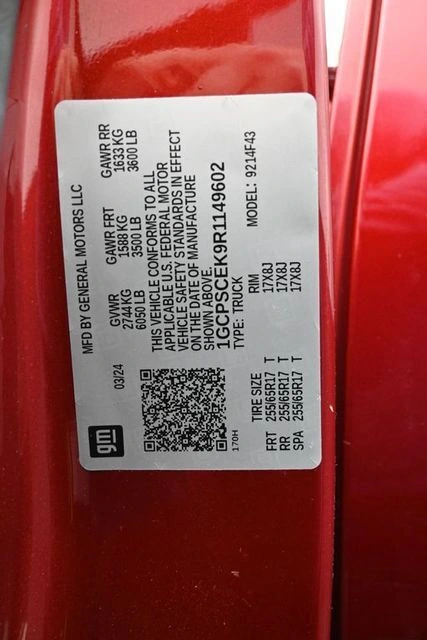 gm
MFD BY GENERAL MOTORS LLC
03/24
GVWR GAWR FRT GAWR RR
2744 KG 1588 KG 1633 KG
6050 LB 3500 LB 3600 LB
THIS VEHICLE CONFORMS TO ALL
APPLICABLE U.S. FEDERAL MOTOR
VEHICLE SAFETY STANDARDS IN EFFECT
ON THE DATE OF MANUFACTURE
SHOWN ABOVE.
1GCPSCEK9R1149602
TYPE: TRUCK MODEL: 9214F43
170H
TIRE SIZE RIM
FRT 255/65R17 T 17X8J
RR 255/65R17 T 17X8J
SPA 255/65R17 T 17X8J